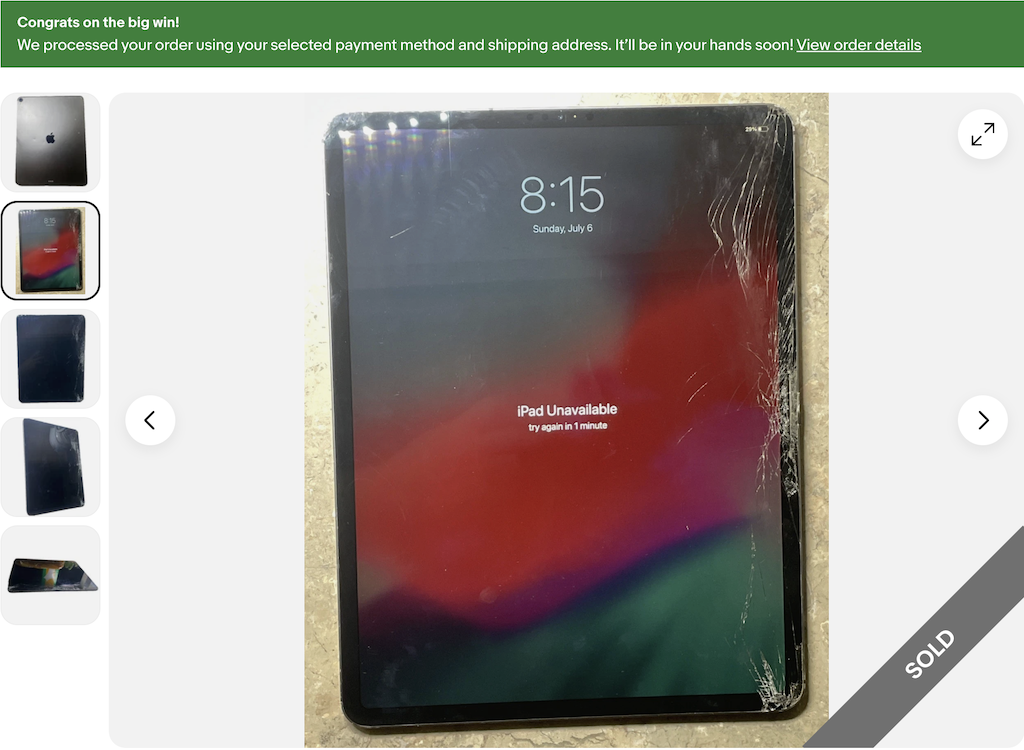 Congrats on the big win!
We processed your order using your selected payment method and shipping address. It'll be in your hands soon! View order details
29%
8:15
Sunday, July 6
iPad Unavailable
try again in 1 minute
SOLD